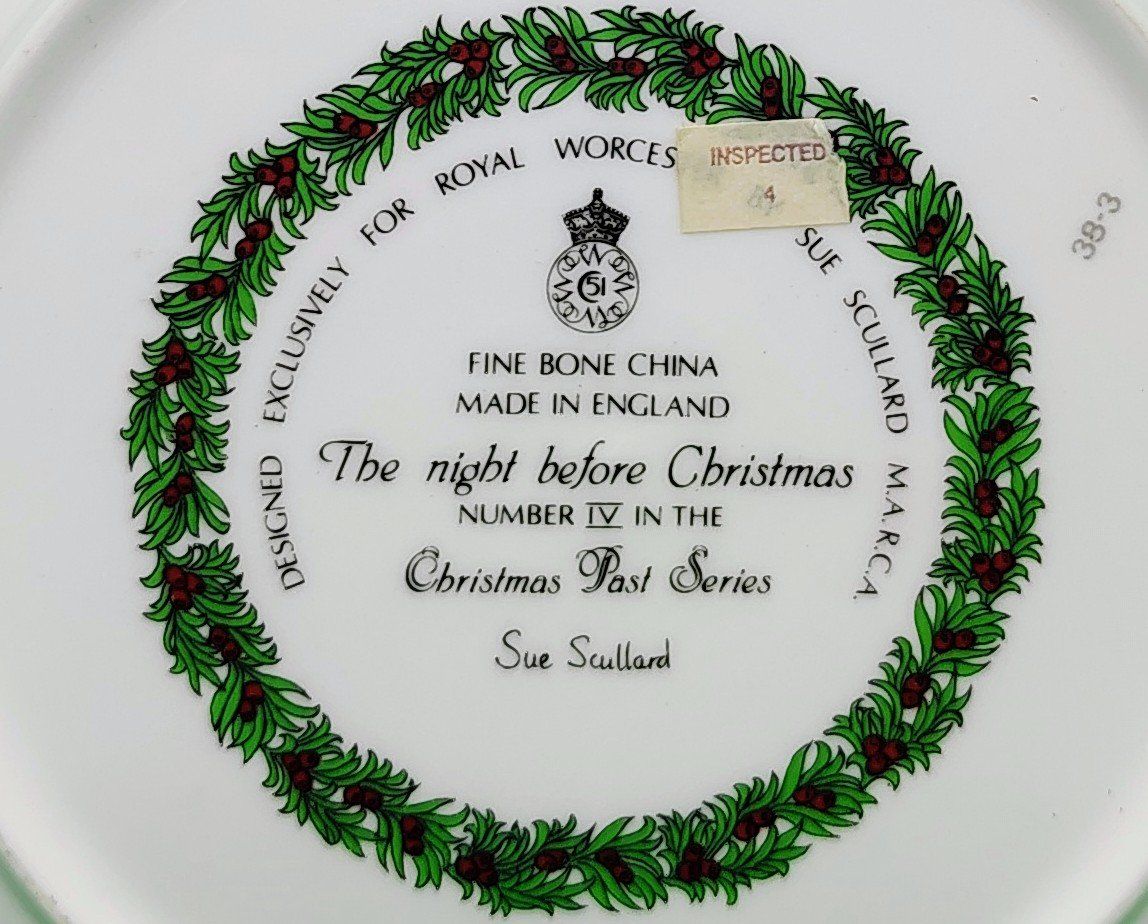 DESIGNED EXCLUSIVELY FOR ROYAL WORCES SUE SCULLARD M.A.R.C.A.
INSPECTED
4
38-3
51
FINE BONE CHINA
MADE IN ENGLAND
The night before Christmas
NUMBER IV IN THE
Christmas Past Series
Sue Scullard